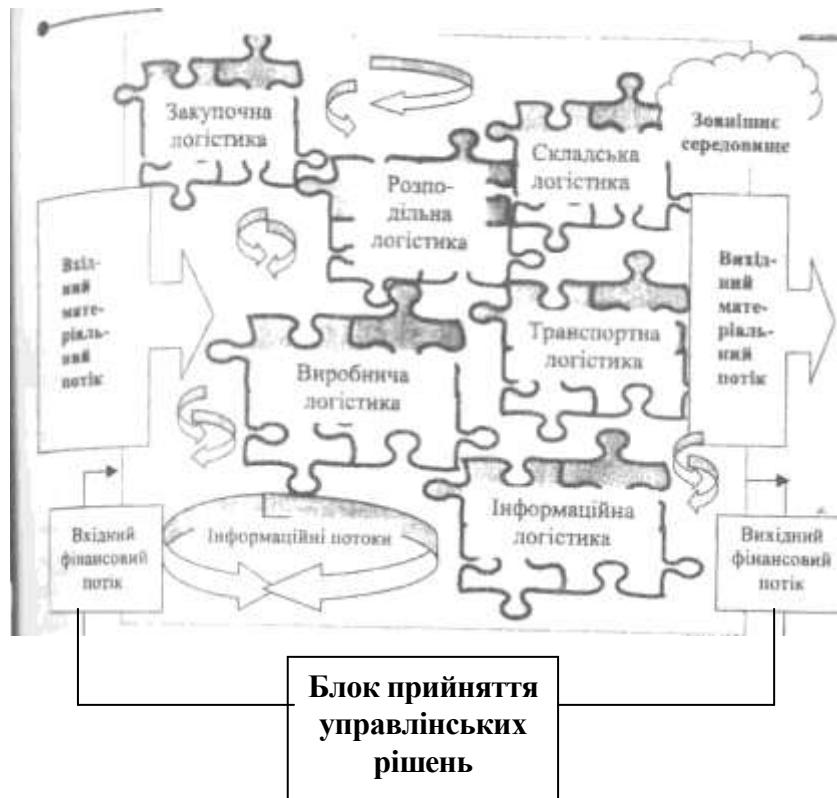 Закупочна
логістика
Складська
логістика
Зовнішнє
середовище
Розпо-
дільна
логістика
Вхід-
ний
мате-
ріаль-
ний
потік
Виробнича
логістика
Транспортна
логістика
Вихід-
ний
мате-
ріаль-
ний
потік
Вхідний
фінансовий
потік
Інформаційні потоки
Інформаційна
логістика
Вихідний
фінансовий
потік
Блок прийняття
управлінських
рішень